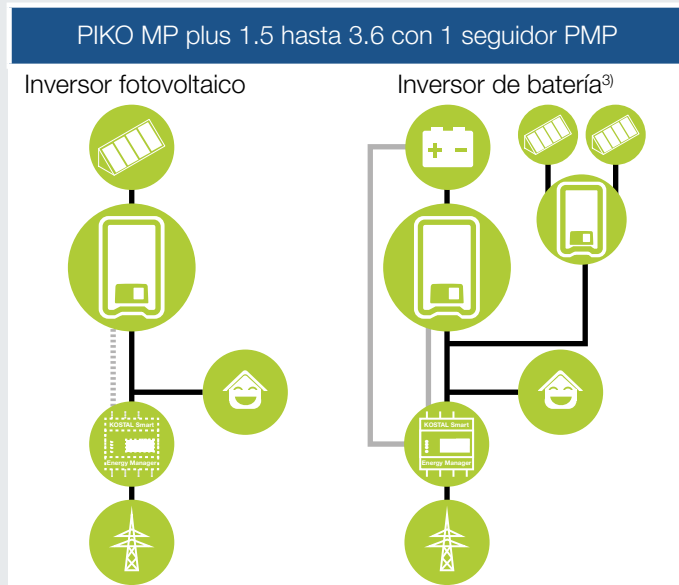 PIKO MP plus 1.5 hasta 3.6 con 1 seguidor PMP
Inversor fotovoltaico
Inversor de batería³⁾
KOSTAL Smart
Energy Manager
KOSTAL Smart
Energy Manager